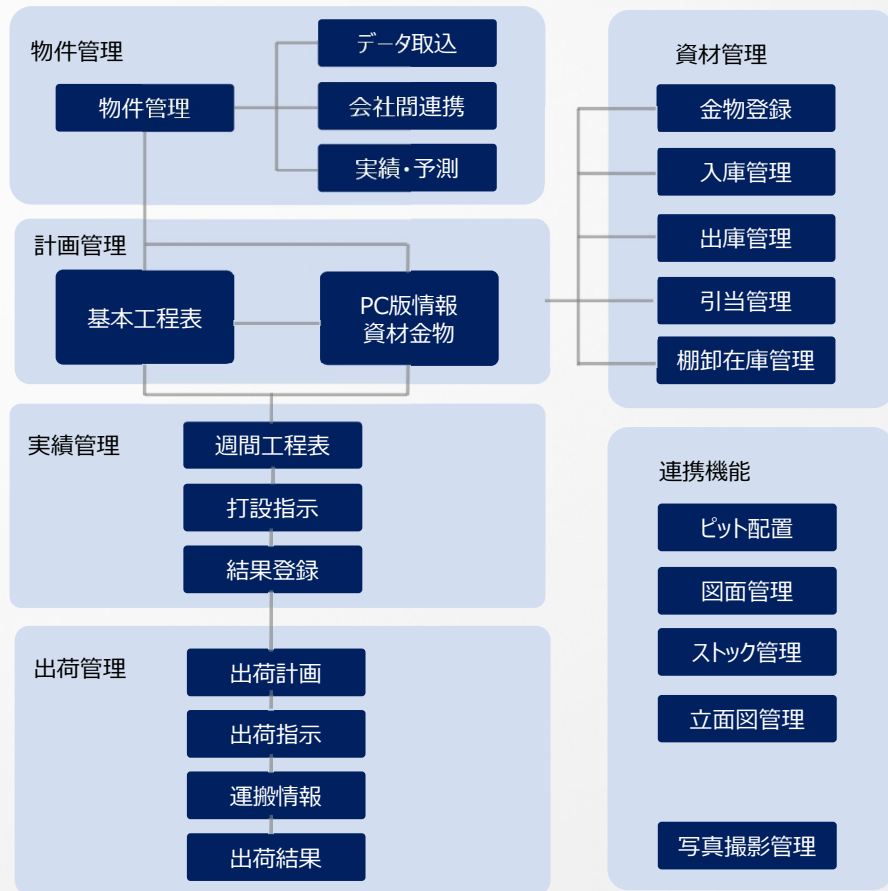 物件管理
物件管理
データ取込
会社間連携
実績・予測
計画管理
基本工程表
PC版情報
資材金物
実績管理
週間工程表
打設指示
結果登録
出荷管理
出荷計画
出荷指示
運搬情報
出荷結果
資材管理
金物登録
入庫管理
出庫管理
引当管理
棚卸在庫管理
連携機能
ピット配置
図面管理
ストック管理
立面図管理
写真撮影管理